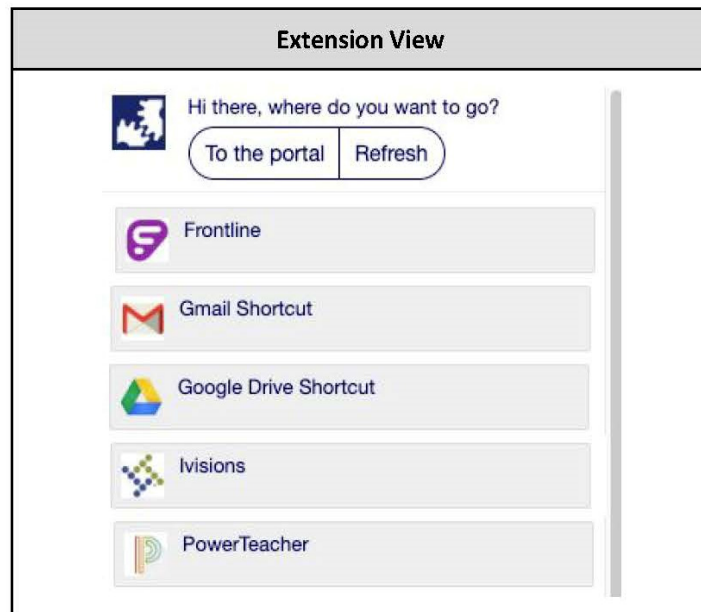 Extension View
Hi there, where do you want to go?
To the portal Refresh
Frontline
Gmail Shortcut
Google Drive Shortcut
Ivisions
PowerTeacher